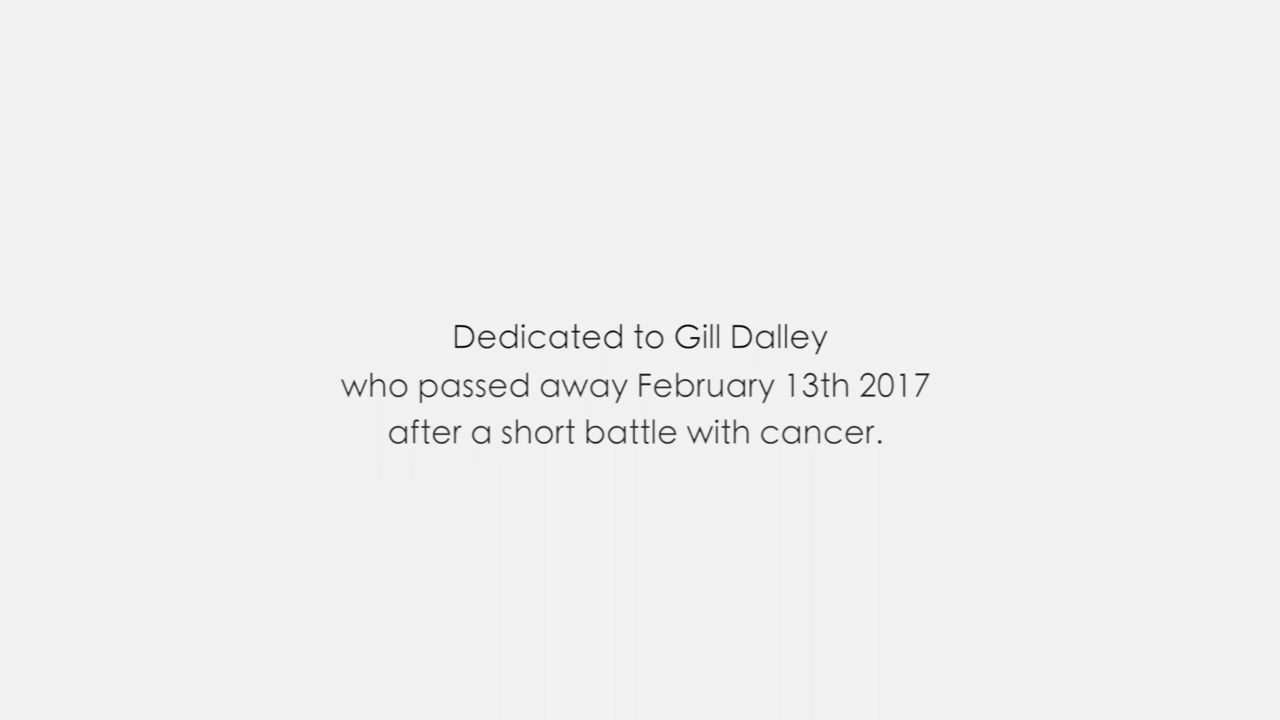 Dedicated to Gill Dalley
who passed away February 13th 2017
after a short battle with cancer.